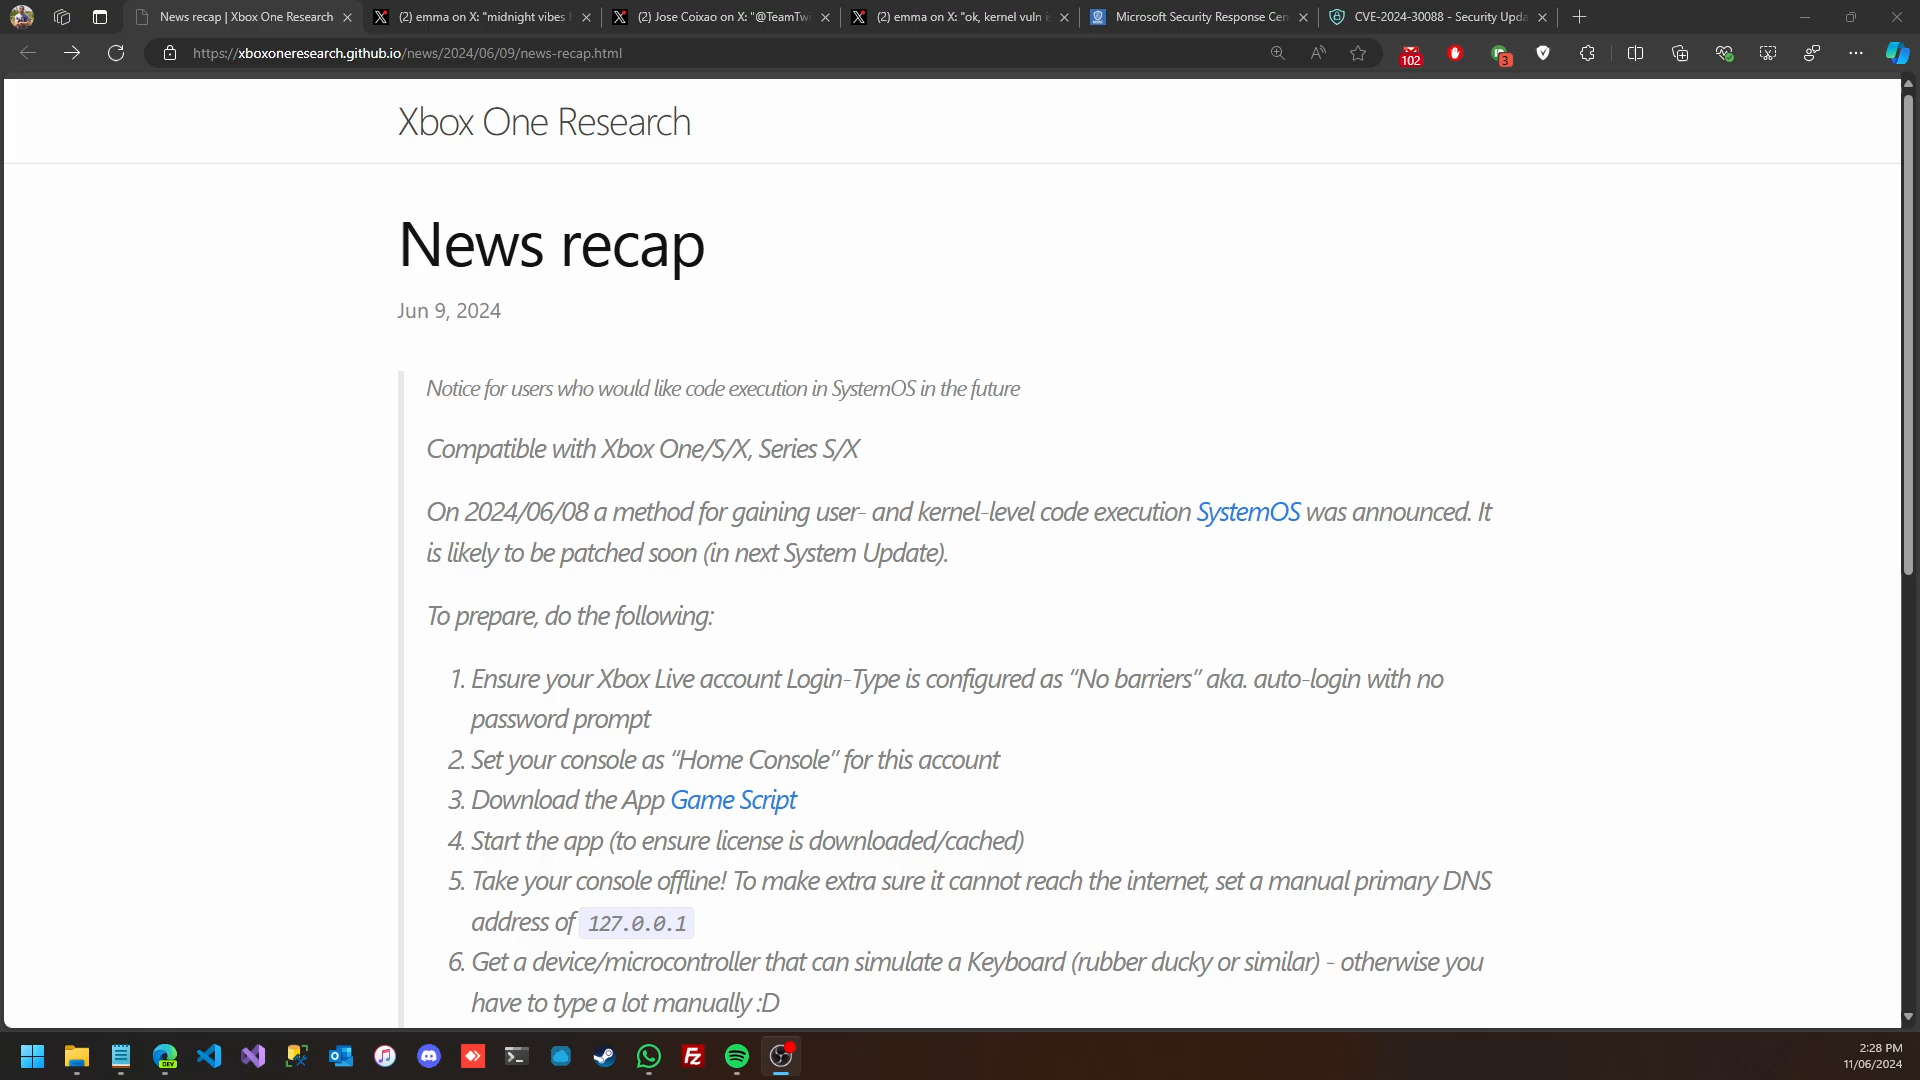 News recap | Xbox One Research
(2) emma on X: "midnight vibes
(2) Jose Coixao on X: "@TeamTwi
(2) emma on X: "ok, kernel vuln is
Microsoft Security Response Cen
CVE-2024-30088 - Security Upda
https://xboxoneresearch.github.io/news/2024/06/09/news-recap.html
102
3
Xbox One Research
News recap
Jun 9, 2024
Notice for users who would like code execution in SystemOS in the future
Compatible with Xbox One/S/X, Series S/X
On 2024/06/08 a method for gaining user- and kernel-level code execution SystemOS was announced. It
is likely to be patched soon (in next System Update).
To prepare, do the following:
1. Ensure your Xbox Live account Login-Type is configured as “No barriers” aka. auto-login with no
password prompt
2. Set your console as “Home Console” for this account
3. Download the App Game Script
4. Start the app (to ensure license is downloaded/cached)
5. Take your console offline! To make extra sure it cannot reach the internet, set a manual primary DNS
address of 127.0.0.1
6. Get a device/microcontroller that can simulate a Keyboard (rubber ducky or similar) - otherwise you
have to type a lot manually :D
DEV
2:28 PM
11/06/2024